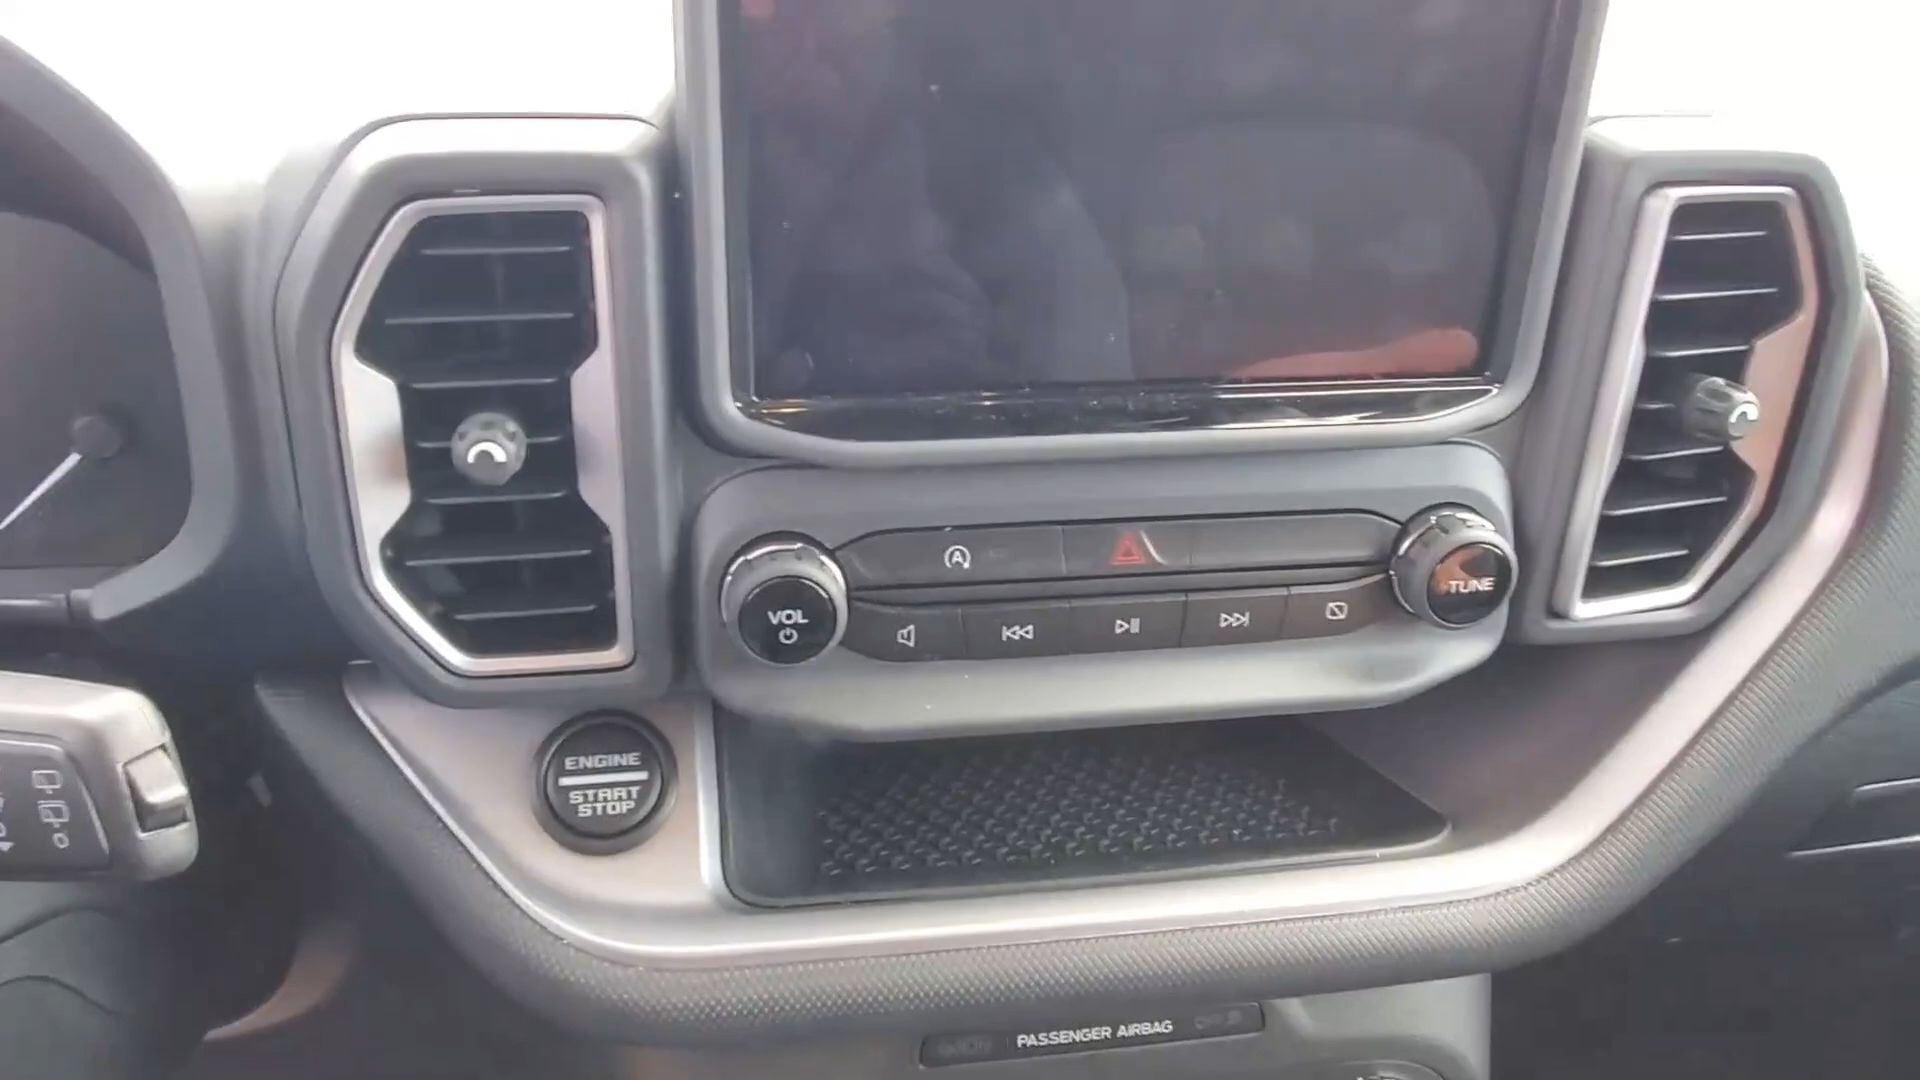 A
VOL
TUNE
ENGINE
START
STOP
PASSENGER AIRBAG